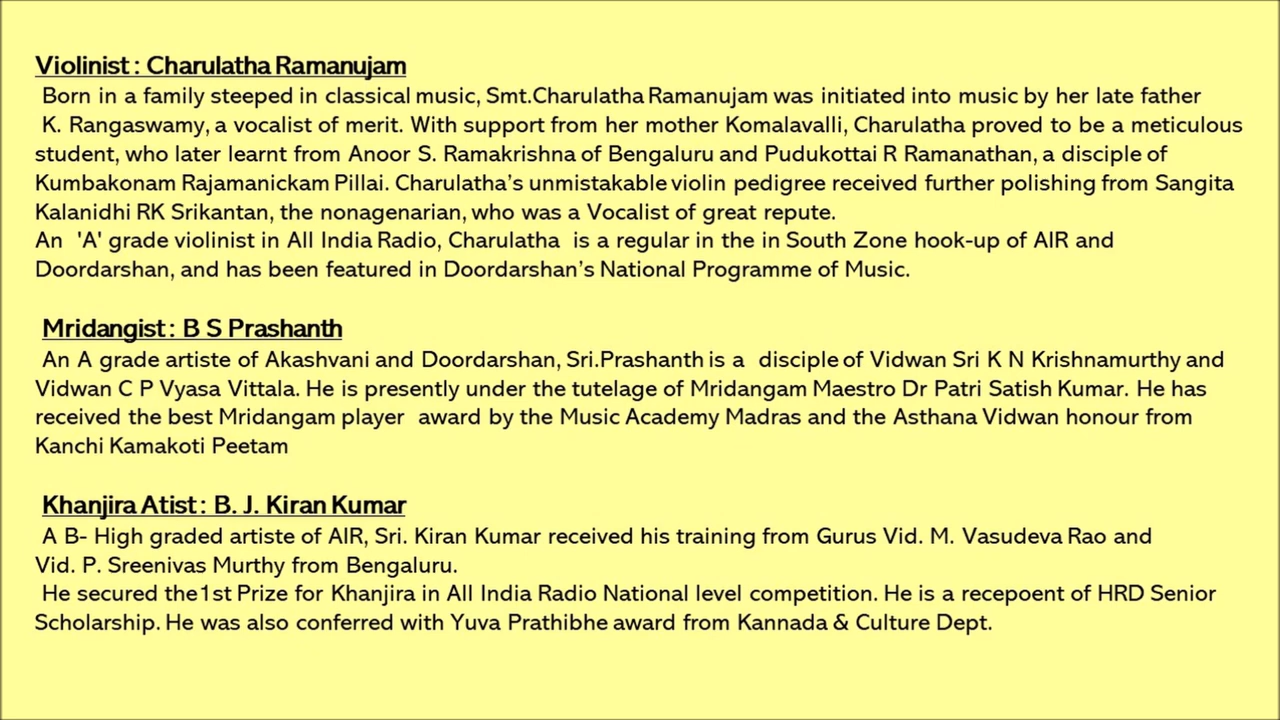 Violinist : Charulatha Ramanujam
Born in a family steeped in classical music, Smt.Charulatha Ramanujam was initiated into music by her late father
K. Rangaswamy, a vocalist of merit. With support from her mother Komalavalli, Charulatha proved to be a meticulous
student, who later learnt from Anoor S. Ramakrishna of Bengaluru and Pudukottai R Ramanathan, a disciple of
Kumbakonam Rajamanickam Pillai. Charulatha's unmistakable violin pedigree received further polishing from Sangita
Kalanidhi RK Srikantan, the nonagenarian, who was a Vocalist of great repute.
An 'A' grade violinist in All India Radio, Charulatha is a regular in the in South Zone hook-up of AIR and
Doordarshan, and has been featured in Doordarshan's National Programme of Music.
Mridangist : B S Prashanth
An A grade artiste of Akashvani and Doordarshan, Sri.Prashanth is a disciple of Vidwan Sri K N Krishnamurthy and
Vidwan C P Vyasa Vittala. He is presently under the tutelage of Mridangam Maestro Dr Patri Satish Kumar. He has
received the best Mridangam player award by the Music Academy Madras and the Asthana Vidwan honour from
Kanchi Kamakoti Peetam
Khanjira Atist : B. J. Kiran Kumar
A B- High graded artiste of AIR, Sri. Kiran Kumar received his training from Gurus Vid. M. Vasudeva Rao and
Vid. P. Sreenivas Murthy from Bengaluru.
He secured the1st Prize for Khanjira in All India Radio National level competition. He is a recepoent of HRD Senior
Scholarship. He was also conferred with Yuva Prathibhe award from Kannada & Culture Dept.